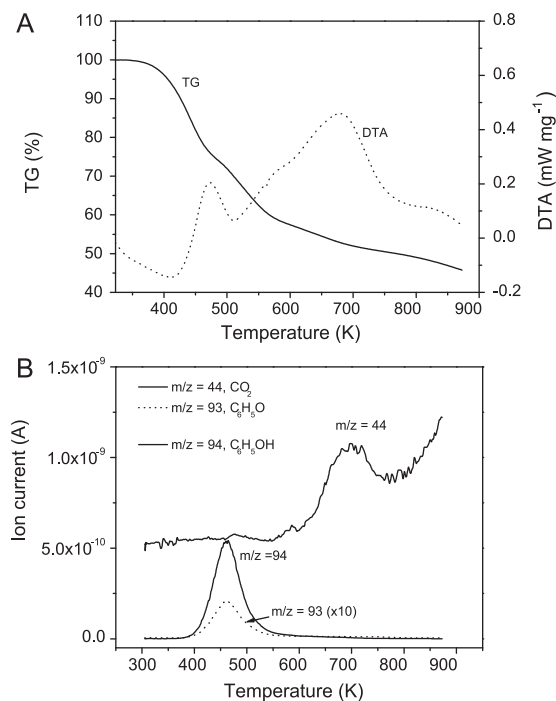 A
110
100
90
80
70
60
50
40
TG (%)
TG
DTA
0.8
0.6
0.4
0.2
0.0
-0.2
DTA (mW mg⁻¹)
400 500 600 700 800 900
Temperature (K)
B
1.5x10⁻⁹
1.0x10⁻⁹
5.0x10⁻¹⁰
0.0
Ion current (A)
m/z = 44, CO₂
m/z = 93, C₆H₅O
m/z = 94, C₆H₅OH
m/z = 44
m/z =94
m/z = 93 (x10)
300 400 500 600 700 800 900
Temperature (K)